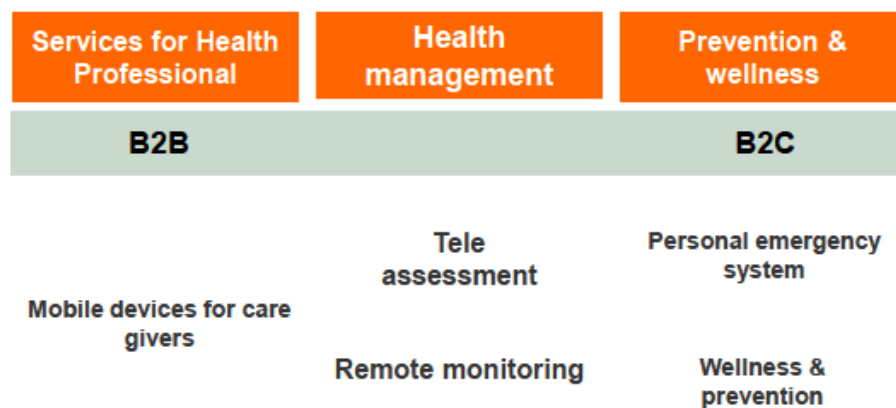 Services for Health
Professional
Health
management
Prevention &
wellness
B2B
B2C
Tele
assessment
Personal emergency
system
Mobile devices for care
givers
Remote monitoring
Wellness &
prevention